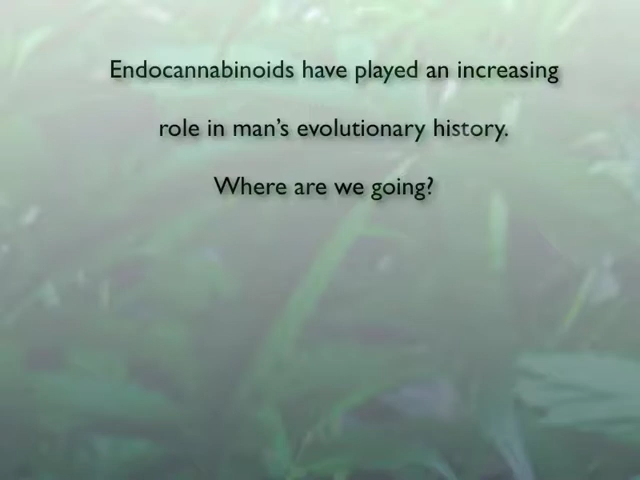 Endocannabinoids have played an increasing
role in man’s evolutionary history.
Where are we going?